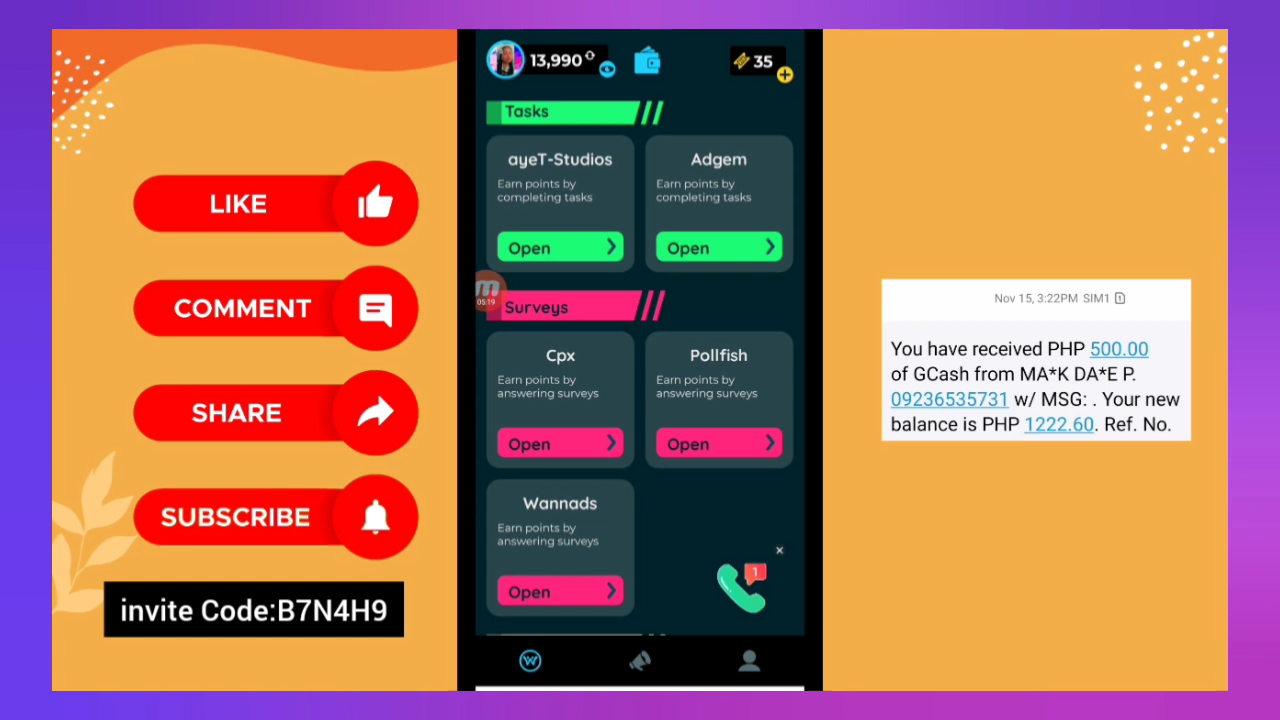 LIKE
COMMENT
SHARE
SUBSCRIBE
invite Code:B7N4H9
13,990
35
Tasks
ayeT-Studios
Earn points by
completing tasks
Open
Adgem
Earn points by
completing tasks
Open
05:19
Surveys
Cpx
Earn points by
answering surveys
Open
Pollfish
Earn points by
answering surveys
Open
Wannads
Earn points by
answering surveys
Open
1
Nov 15, 3:22PM SIM1
You have received PHP 500.00
of GCash from MA*K DA*E P.
09236535731 w/ MSG: . Your new
balance is PHP 1222.60. Ref. No.